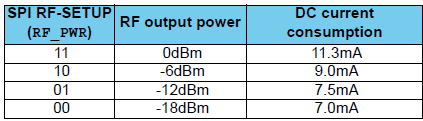 SPI RF-SETUP (RF_PWR) RF output power DC current consumption
11 0dBm 11.3mA
10 -6dBm 9.0mA
01 -12dBm 7.5mA
00 -18dBm 7.0mA